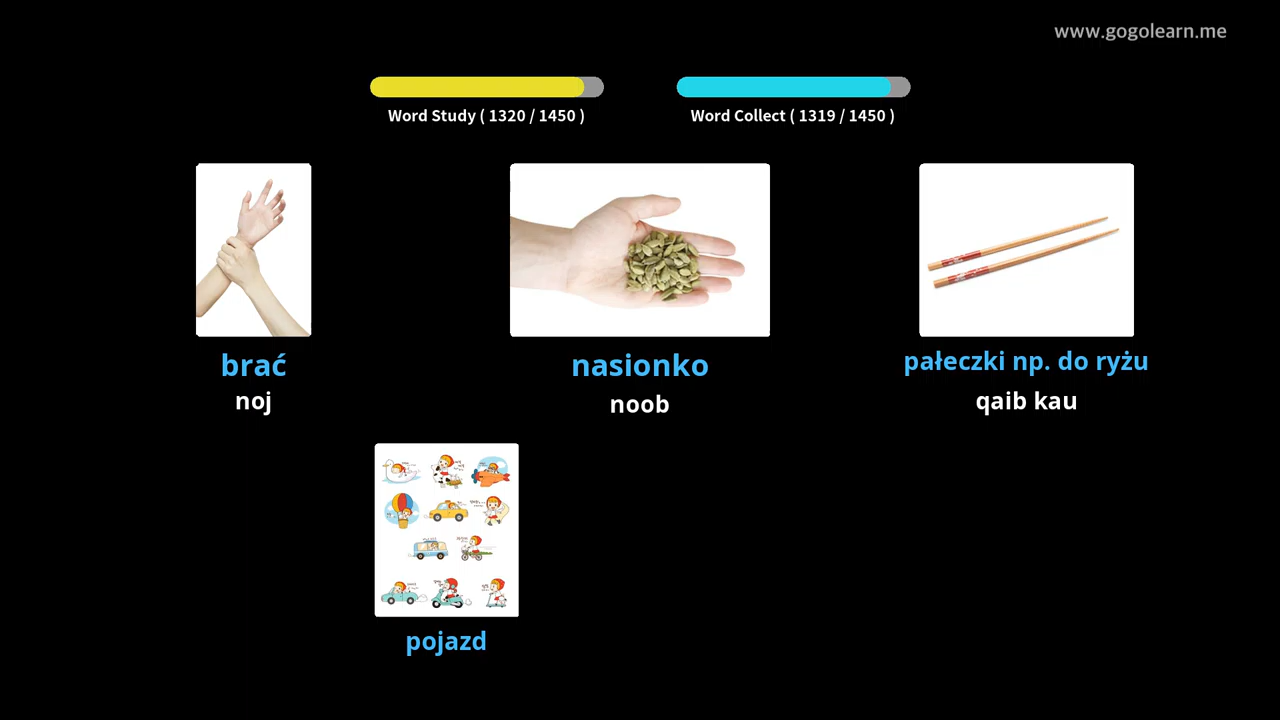 www.gogolearn.me
Word Study ( 1320 / 1450 )
Word Collect ( 1319 / 1450 )
brać
nasionko
pałeczki np. do ryżu
noj
noob
qaib kau
pojazd